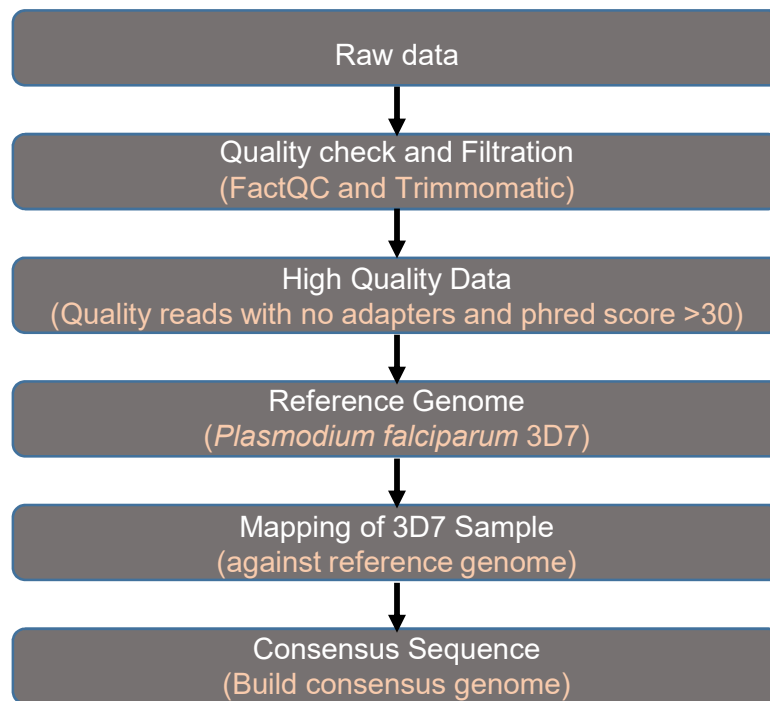 Raw data
Quality check and Filtration
(FactQC and Trimmomatic)
High Quality Data
(Quality reads with no adapters and phred score >30)
Reference Genome
(Plasmodium falciparum 3D7)
Mapping of 3D7 Sample
(against reference genome)
Consensus Sequence
(Build consensus genome)